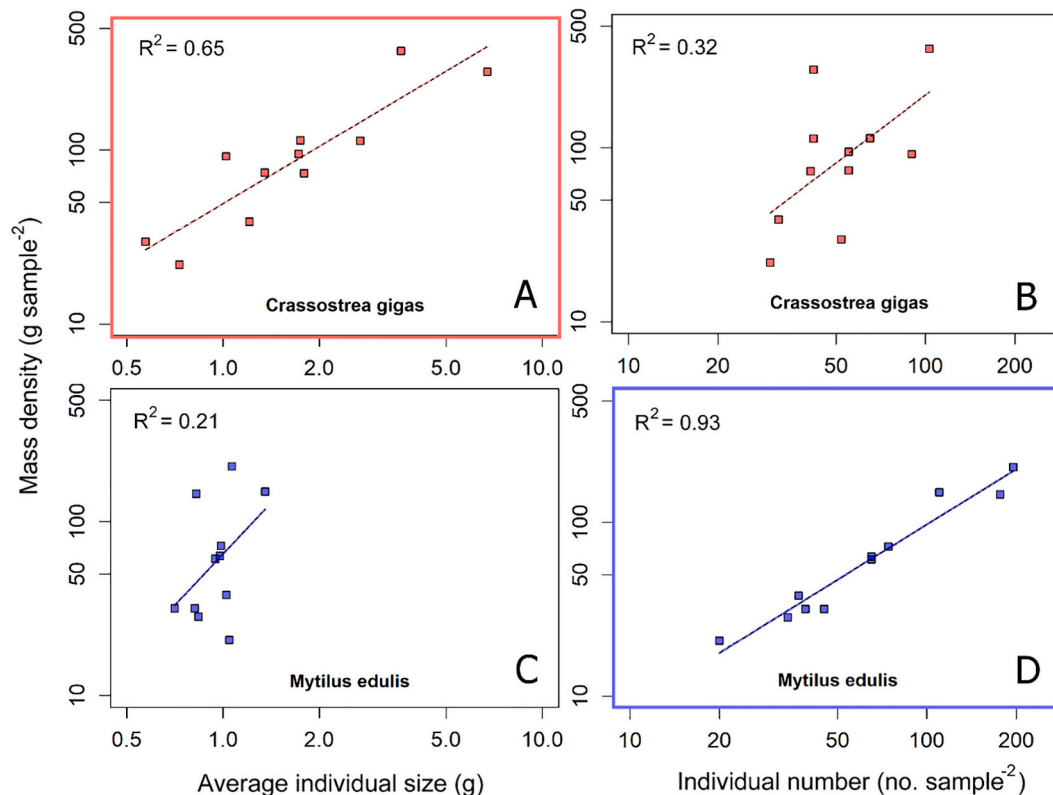 R² = 0.65
A
Crassostrea gigas
500
100
50
10
0.5 1.0 2.0 5.0 10.0
R² = 0.32
B
Crassostrea gigas
500
100
50
10
10 20 50 100 200
Mass density (g sample⁻²)
R² = 0.21
C
Mytilus edulis
500
100
50
10
0.5 1.0 2.0 5.0 10.0
Average individual size (g)
R² = 0.93
D
Mytilus edulis
500
100
50
10
10 20 50 100 200
Individual number (no. sample⁻²)